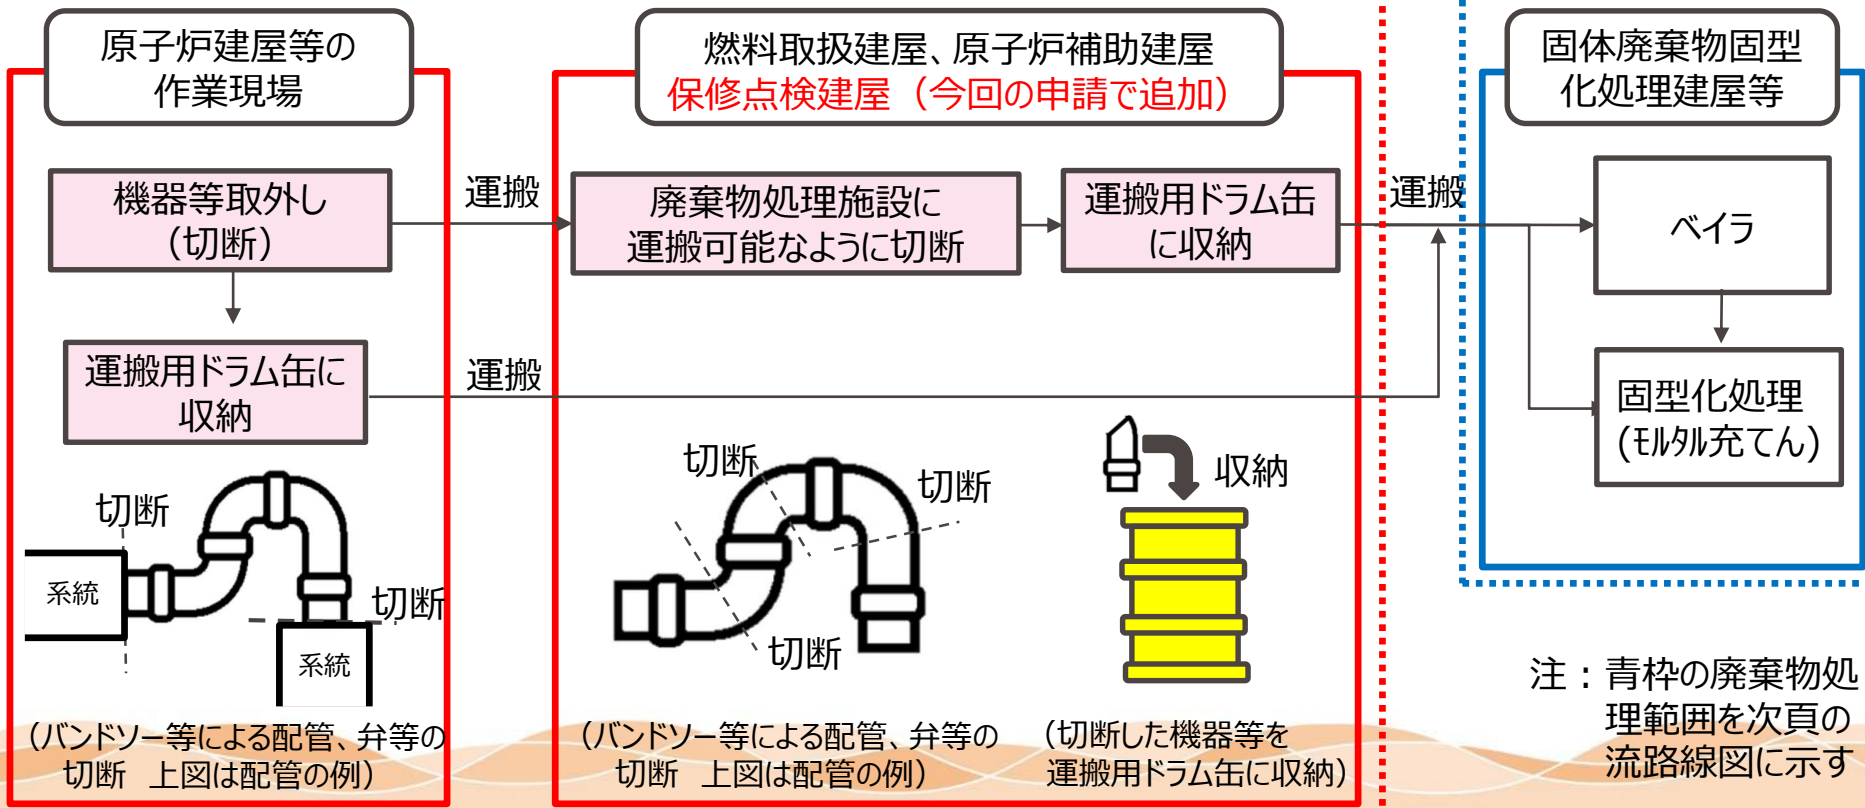 原子炉建屋等の
作業現場
機器等取外し
(切断)
運搬用ドラム缶に
収納
切断
系統
切断
系統
(バンドソー等による配管、弁等の
切断 上図は配管の例)
運搬
運搬
燃料取扱建屋、原子炉補助建屋
保修点検建屋（今回の申請で追加）
廃棄物処理施設に
運搬可能なように切断
運搬用ドラム缶
に収納
切断
切断
切断
収納
(バンドソー等による配管、弁等の
切断 上図は配管の例)
(切断した機器等を
運搬用ドラム缶に収納)
運搬
固体廃棄物固型
化処理建屋等
ベイラ
固型化処理
(ﾓﾙﾀﾙ充てん)
注：青枠の廃棄物処
理範囲を次頁の
流路線図に示す